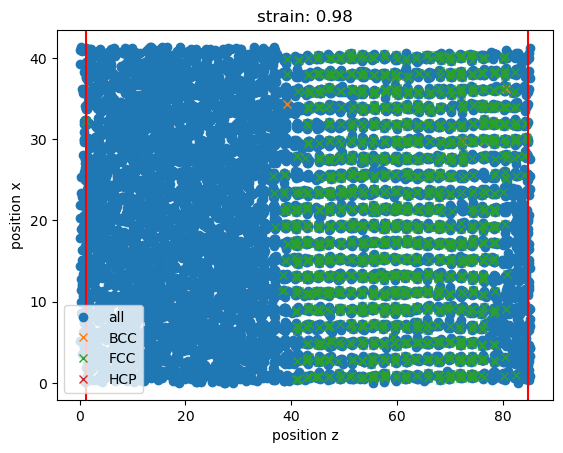 strain: 0.98
position x
40
30
20
10
0
all
BCC
FCC
HCP
0
20
40
60
80
position z